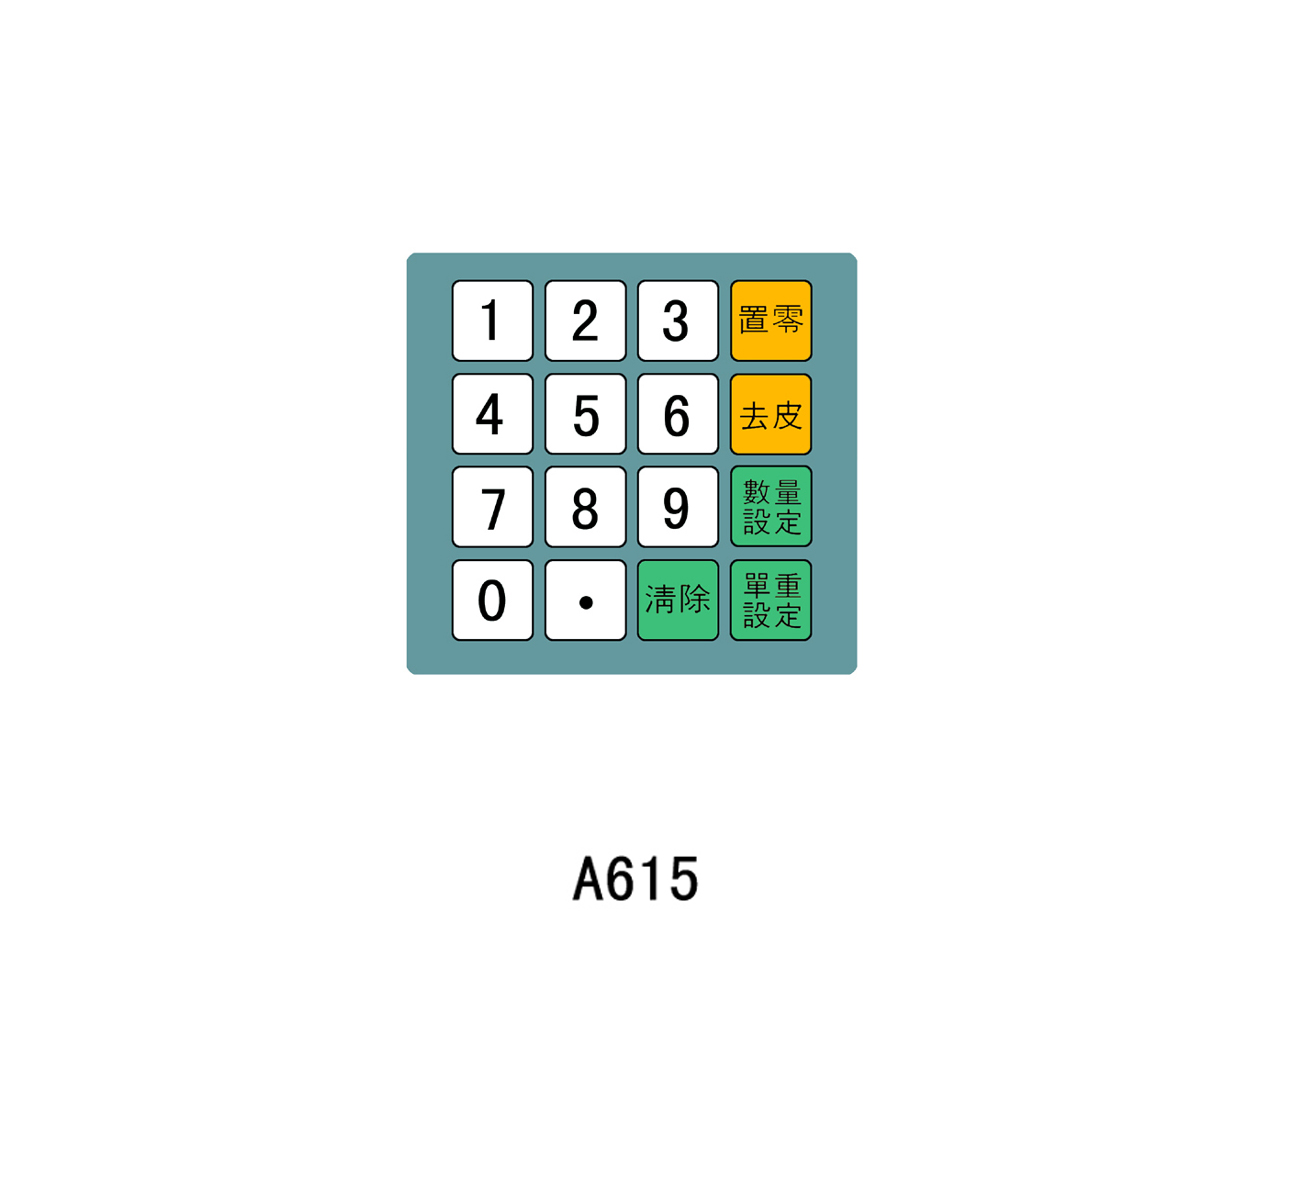 1 2 3 置零
4 5 6 去皮
7 8 9 數量
設定
0 • 清除 單重
設定
A615